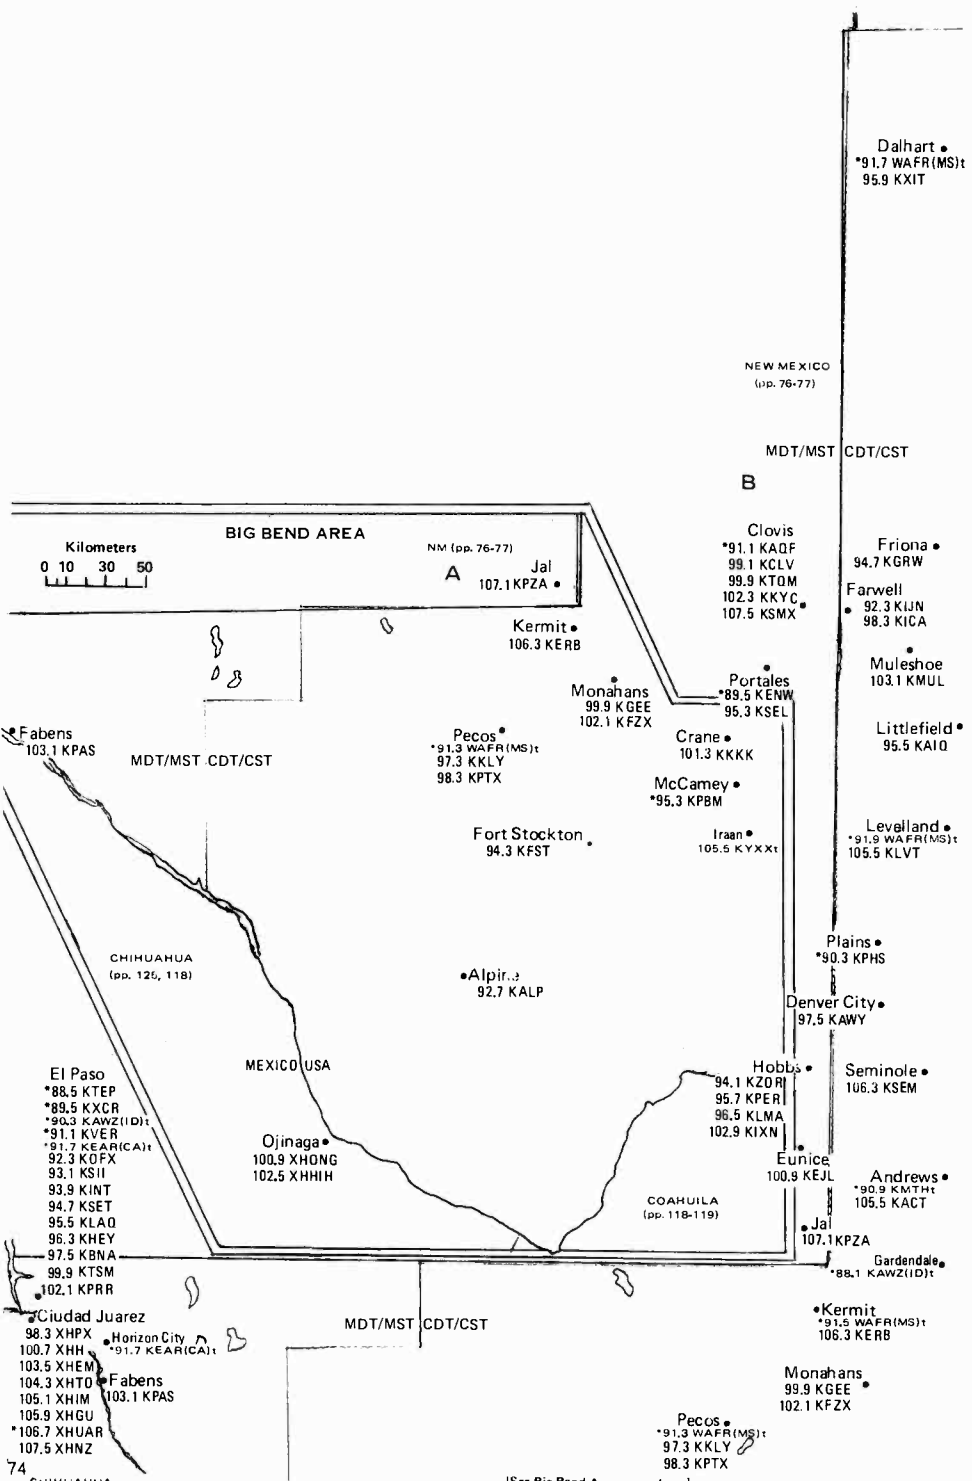 Dalhart
*91.7 WAFR(MS)t
95.9 KXIT
NEW MEXICO
(pp. 76-77)
MDT/MST CDT/CST
B
Clovis
*91.1 KAQF
99.1 KCLV
99.9 KTQM
102.3 KKYC
107.5 KSMX
Friona
94.7 KGRW
Farwell
92.3 KIJN
98.3 KICA
Muleshoe
103.1 KMUL
Portales
*89.5 KENW
95.3 KSEL
Littlefield
95.5 KAIQ
Levelland
*91.9 WAFR(MS)t
105.5 KLVT
Plains
*90.3 KPHS
Denver City
97.5 KAWY
Hobbs
94.1 KZOR
95.7 KPER
96.5 KLMA
102.9 KIXN
Seminole
106.3 KSEM
Eunice
100.9 KEJL
Andrews
*90.9 KMTHt
105.5 KACT
Jal
107.1 KPZA
Gardendale
*88.1 KAWZ(ID)t
Kermit
*91.5 WAFR(MS)t
106.3 KERB
Monahans
99.9 KGEE
102.1 KFZX
Pecos
*91.3 WAFR(MS)t
97.3 KKLY
98.3 KPTX
BIG BEND AREA
Kilometers
0 10 30 50
NM (pp. 76-77)
A
Jal
107.1 KPZA
Kermit
106.3 KERB
Monahans
99.9 KGEE
102.1 KFZX
Fabens
103.1 KPAS
MDT/MST CDT/CST
Pecos
*91.3 WAFR(MS)t
97.3 KKLY
98.3 KPTX
Crane
101.3 KKKK
McCamey
*95.3 KPBM
Fort Stockton
94.3 KFST
Iraan
105.5 KYXXt
CHIHUAHUA
(pp. 125, 118)
Alpine
92.7 KALP
MEXICO USA
Ojinaga
100.9 XHONG
102.5 XHHIH
COAHUILA
(pp. 118-119)
El Paso
*88.5 KTEP
*89.5 KXCR
*90.3 KAWZ(ID)t
*91.1 KVER
*91.7 KEAR(CA)t
92.3 KOFX
93.1 KSII
93.9 KINT
94.7 KSET
95.5 KLAQ
96.3 KHEY
97.5 KBNA
99.9 KTSM
102.1 KPRR
Ciudad Juarez
98.3 XHPX
100.7 XHH
103.5 XHEM
104.3 XHTO
105.1 XHIM
105.9 XHGU
*106.7 XHUAR
107.5 XHNZ
Horizon City
*91.7 KEAR(CA)t
Fabens
103.1 KPAS
MDT/MST CDT/CST
74